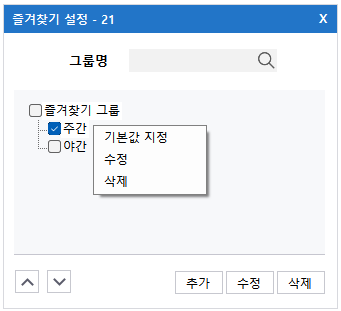 즐겨찾기 설정 - 21 X
그룹명
즐겨찾기 그룹
주간
야간
기본값 지정
수정
삭제
추가 수정 삭제